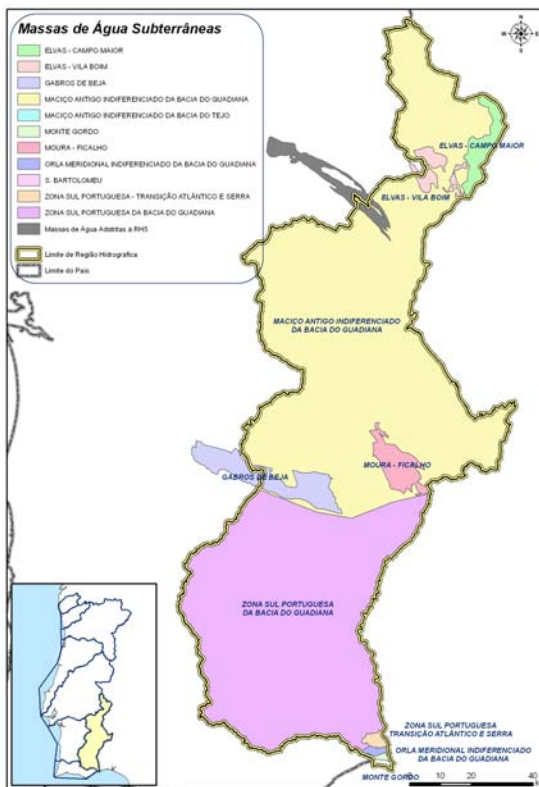 Massas de Água Subterrâneas
ELVAS - CAMPO MAIOR
ELVAS - VILA BOIM
GABROS DE BEJA
MACIÇO ANTIGO INDIFERENCIADO DA BACIA DO GUADIANA
MACIÇO ANTIGO INDIFERENCIADO DA BACIA DO TEJO
MONTE GORDO
MOURA - FICALHO
ORLA MERIDIONAL INDIFERENCIADO DA BACIA DO GUADIANA
S. BARTOLOMEU
ZONA SUL PORTUGUESA - TRANSIÇÃO ATLÂNTICO E SERRA
ZONA SUL PORTUGUESA DA BACIA DO GUADIANA
Massas de Água Adstritas à RH5
Limite de Região Hidrográfica
Limite do País
N
W
E
S
ELVAS - CAMPO MAIOR
ELVAS - VILA BOIM
MACIÇO ANTIGO INDIFERENCIADO
DA BACIA DO GUADIANA
MOURA - FICALHO
GABROS DE BEJA
ZONA SUL PORTUGUESA
DA BACIA DO GUADIANA
ZONA SUL PORTUGUESA
TRANSIÇÃO ATLÂNTICO E SERRA
ORLA MERIDIONAL INDIFERENCIADO
DA BACIA DO GUADIANA
MONTE GORDO
0 10 20 30 40